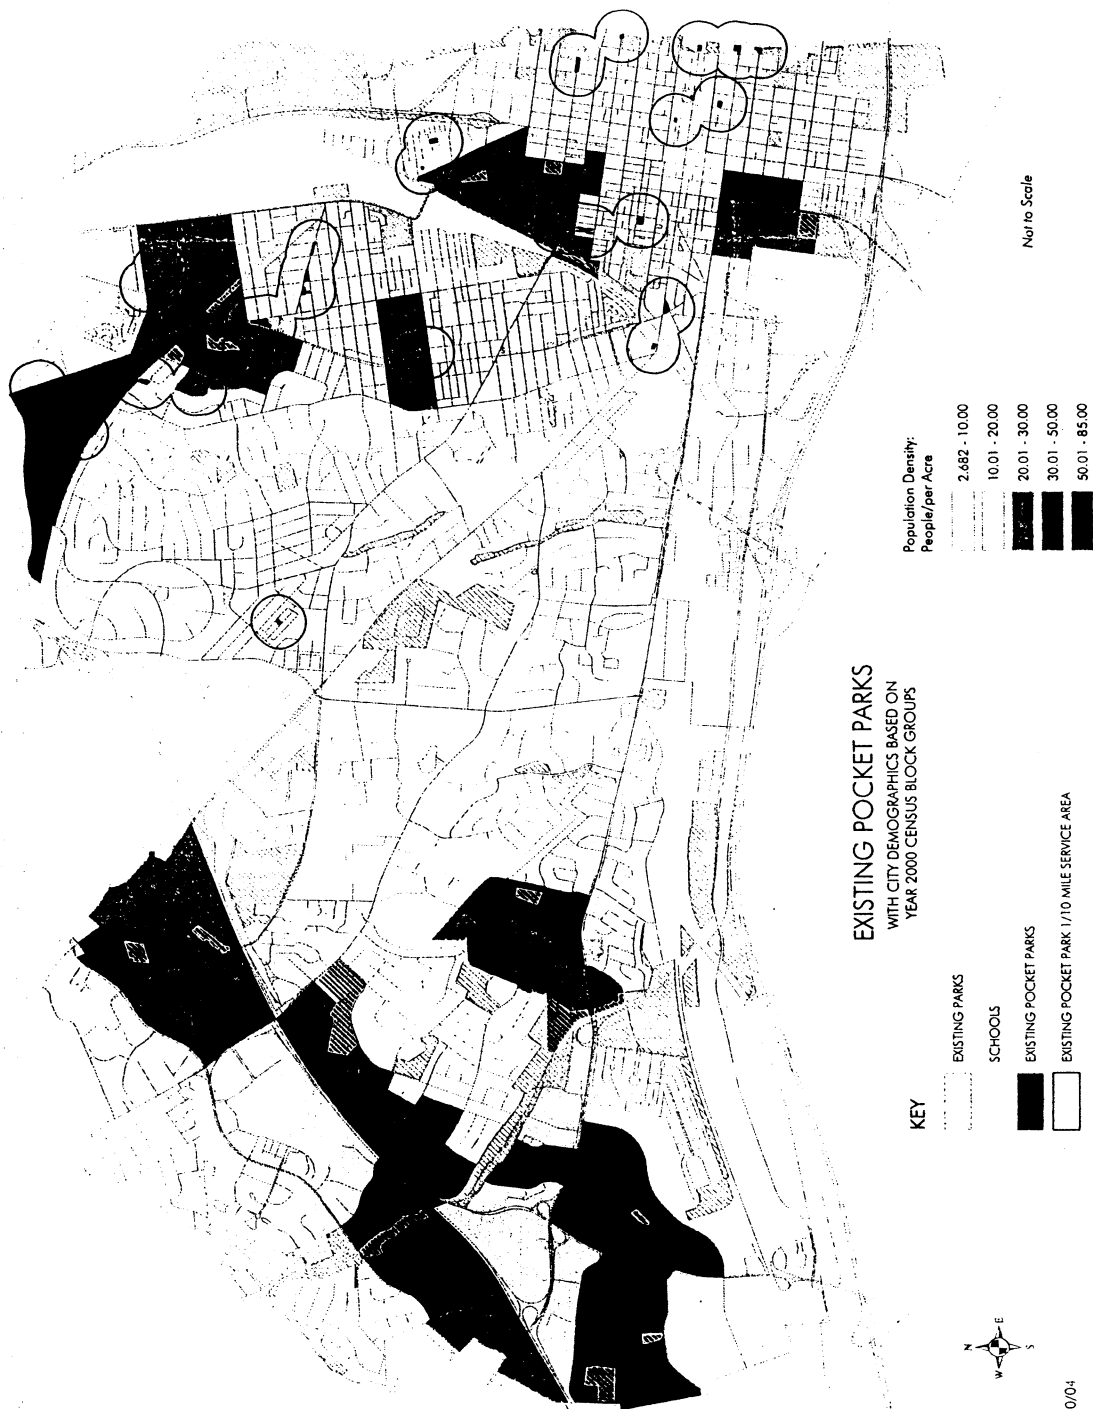 EXISTING POCKET PARKS
WITH CITY DEMOGRAPHICS BASED ON
YEAR 2000 CENSUS BLOCK GROUPS
KEY
EXISTING PARKS
SCHOOLS
EXISTING POCKET PARKS
EXISTING POCKET PARK 1/10 MILE SERVICE AREA
Population Density:
People/per Acre
2.682 - 10.00
10.01 - 20.00
20.01 - 30.00
30.01 - 50.00
50.01 - 85.00
Not to Scale
N
W
E
S
0/04